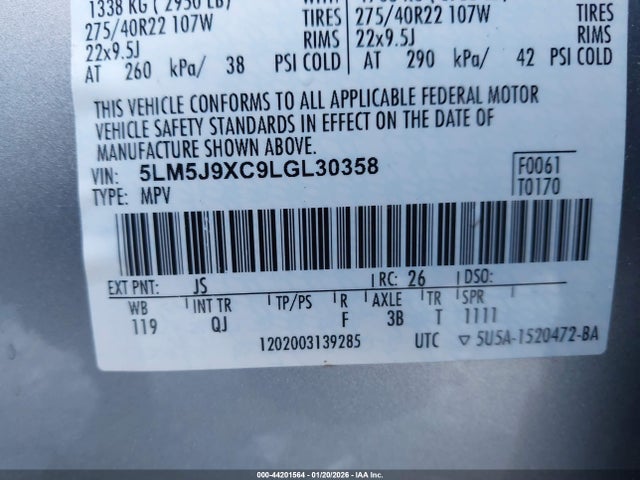 1338 KG ( 2950 LB)
275/40R22 107W TIRES 275/40R22 107W TIRES
22x9.5J RIMS 22x9.5J RIMS
AT 260 kPa/ 38 PSI COLD AT 290 kPa/ 42 PSI COLD
THIS VEHICLE CONFORMS TO ALL APPLICABLE FEDERAL MOTOR
VEHICLE SAFETY STANDARDS IN EFFECT ON THE DATE OF
MANUFACTURE SHOWN ABOVE.
VIN: 5LM5J9XC9LGL30358 F0061
TYPE: MPV T0170
EXT PNT: JS RC: 26 DSO:
WB INT TR TP/PS R AXLE TR SPR
119 QJ F 3B T 1111
1202003139285 UTC ▽ 5U5A-1520472-BA
000-44201564 | 01/20/2026 - IAA, Inc.